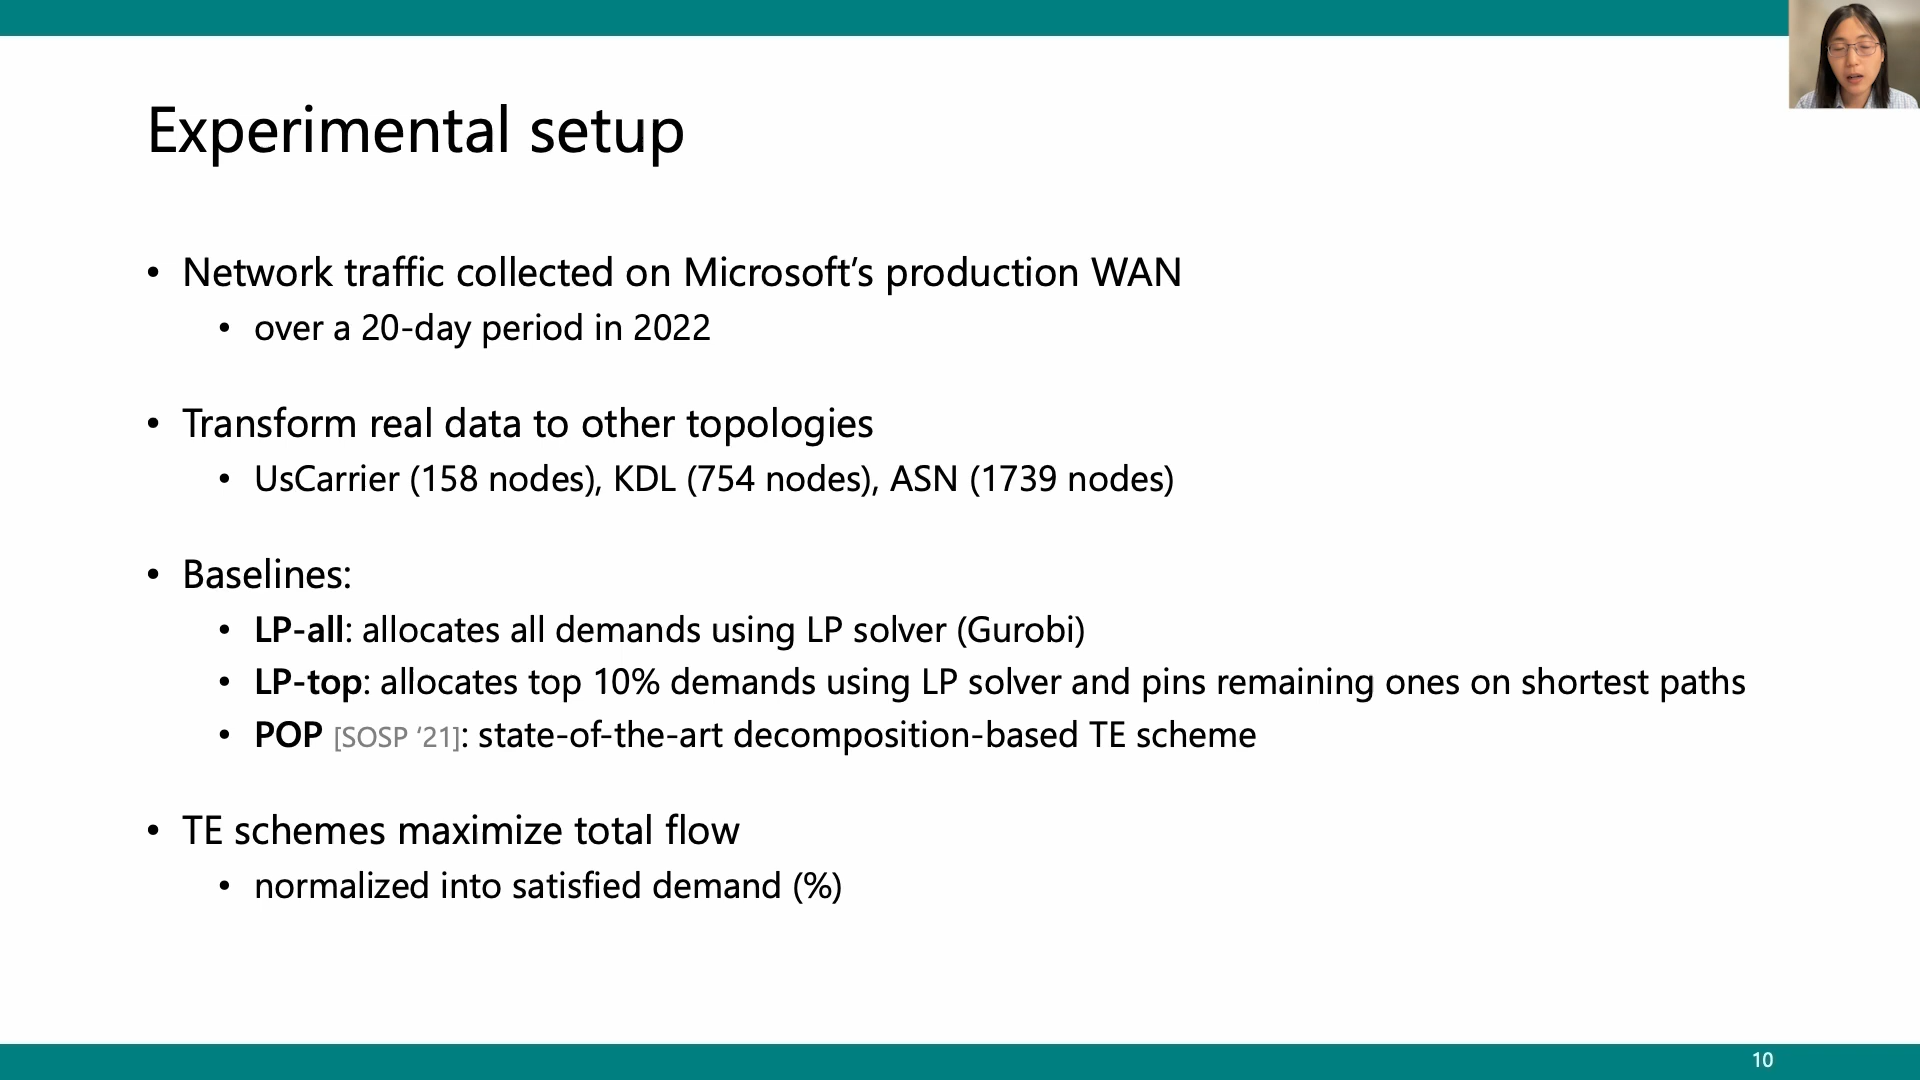 Experimental setup
• Network traffic collected on Microsoft’s production WAN
• over a 20-day period in 2022
• Transform real data to other topologies
• UsCarrier (158 nodes), KDL (754 nodes), ASN (1739 nodes)
• Baselines:
• LP-all: allocates all demands using LP solver (Gurobi)
• LP-top: allocates top 10% demands using LP solver and pins remaining ones on shortest paths
• POP [SOSP ‘21]: state-of-the-art decomposition-based TE scheme
• TE schemes maximize total flow
• normalized into satisfied demand (%)
10